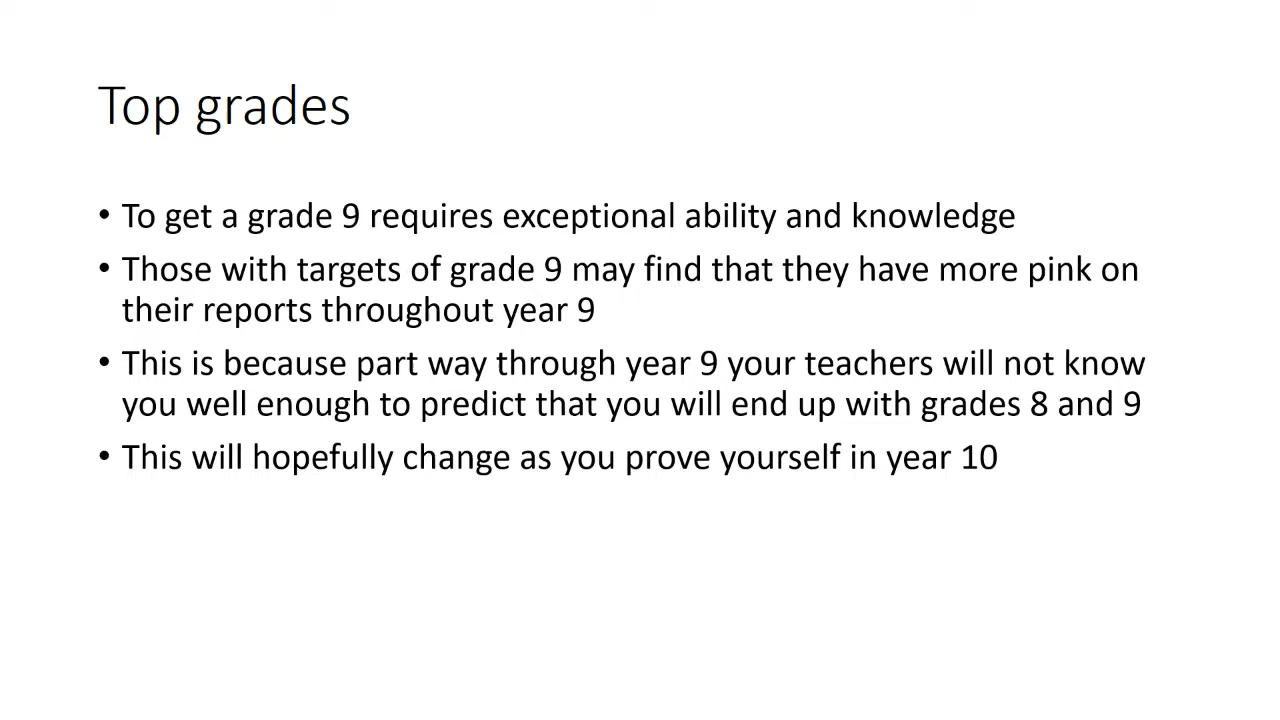 Top grades
• To get a grade 9 requires exceptional ability and knowledge
• Those with targets of grade 9 may find that they have more pink on
their reports throughout year 9
• This is because part way through year 9 your teachers will not know
you well enough to predict that you will end up with grades 8 and 9
• This will hopefully change as you prove yourself in year 10